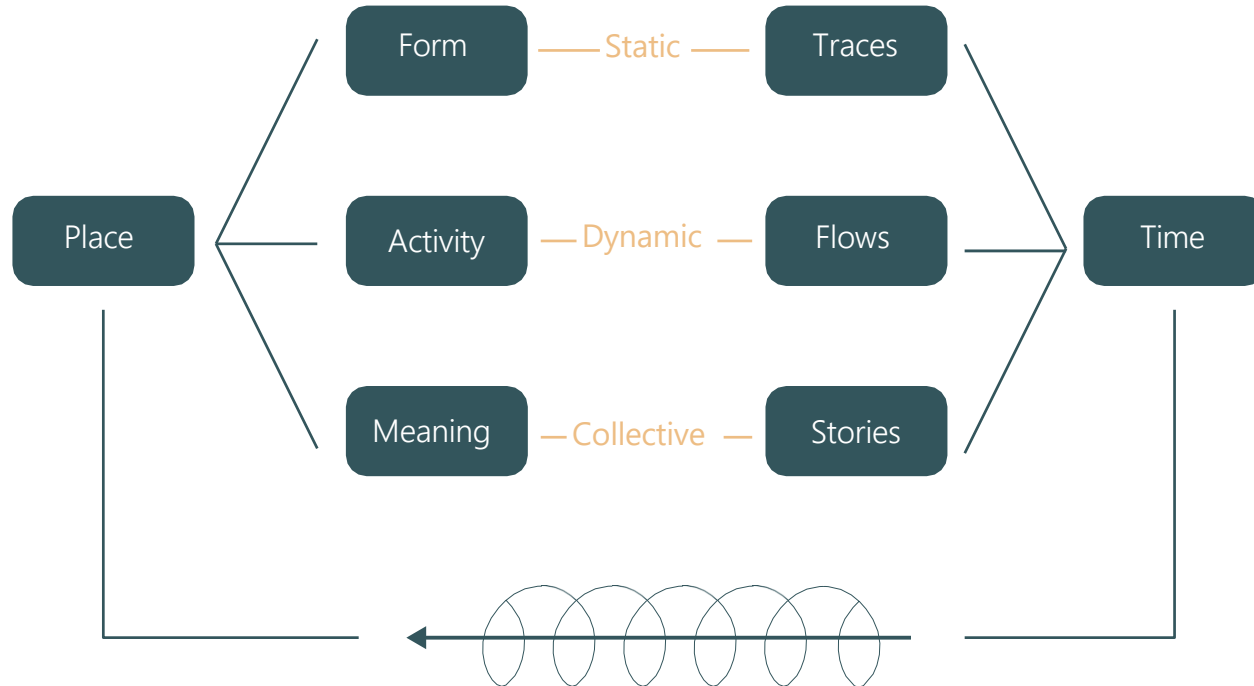 Form
Static
Traces
Place
Activity
Dynamic
Flows
Time
Meaning
Collective
Stories